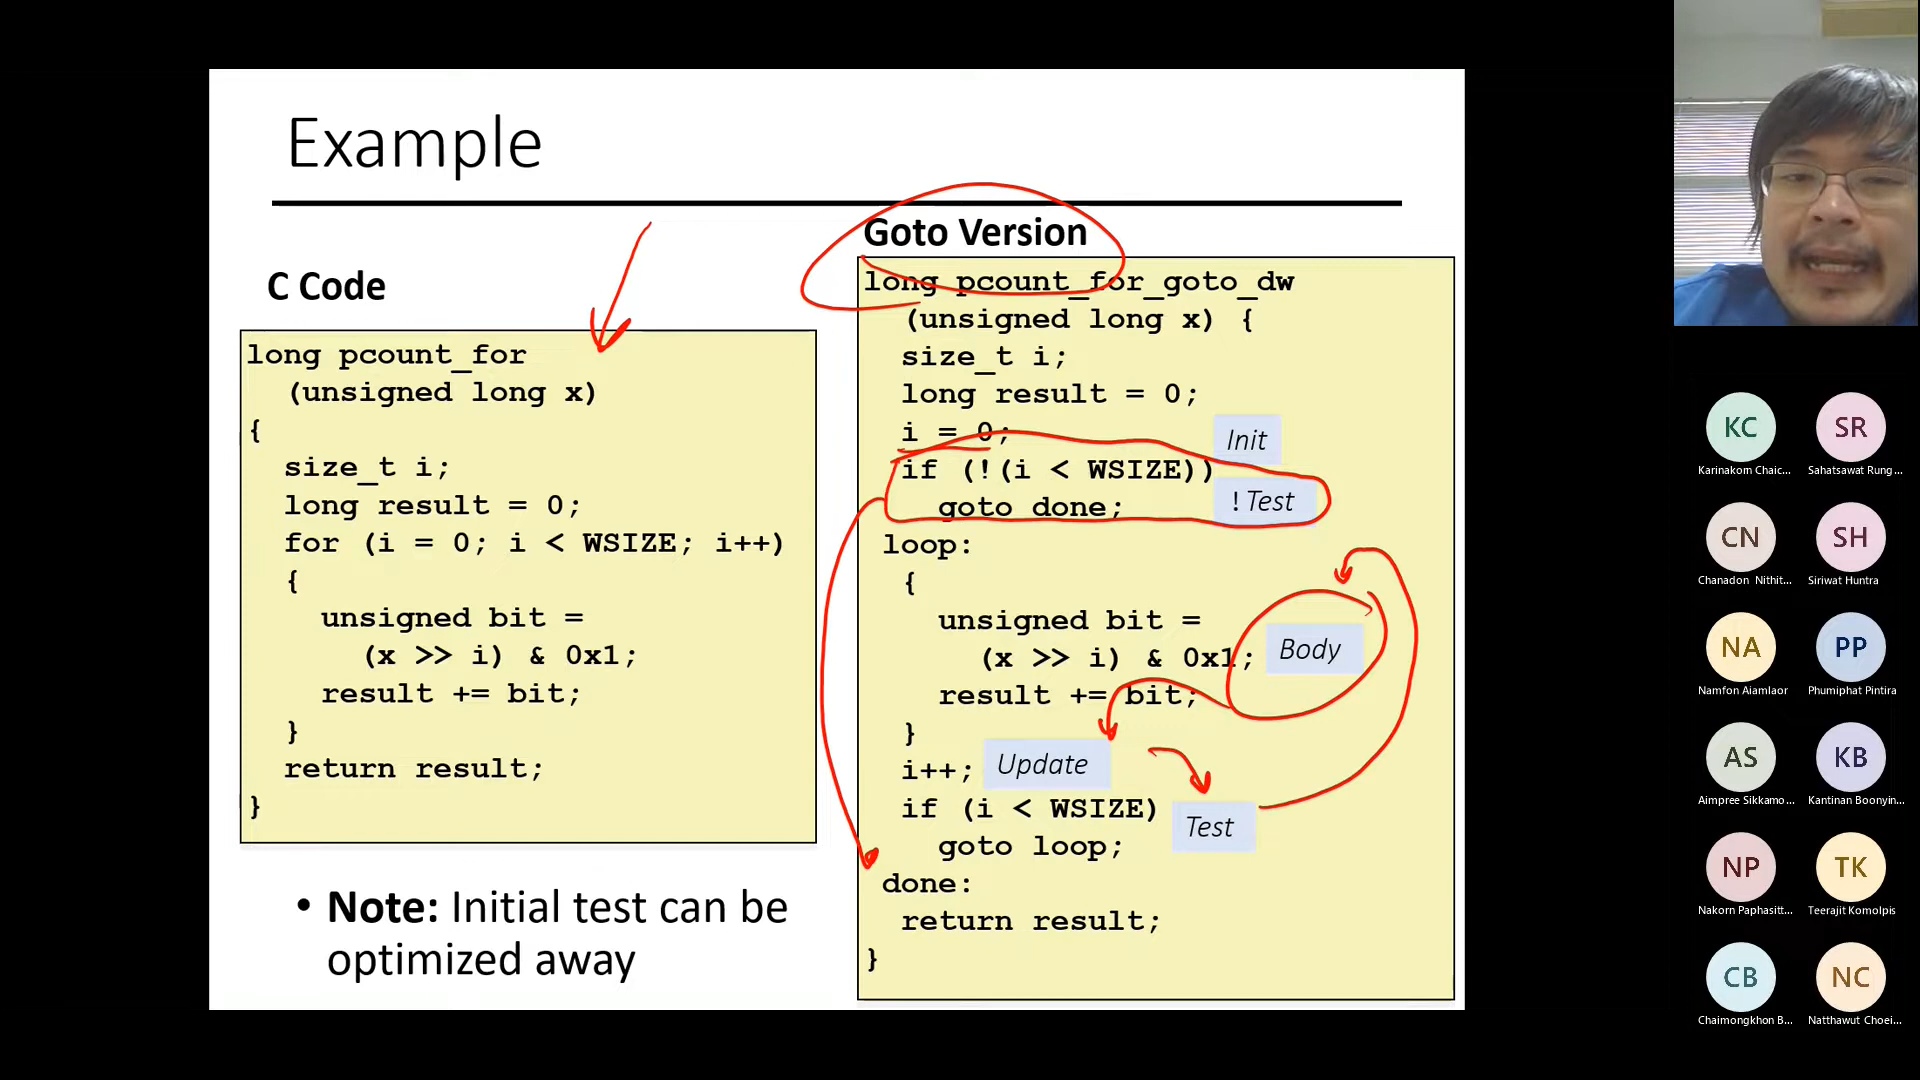 Example
C Code
long pcount_for
(unsigned long x)
{
size_t i;
long result = 0;
for (i = 0; i < WSIZE; i++)
{
unsigned bit =
(x >> i) & 0x1;
result += bit;
}
return result;
}
• Note: Initial test can be
optimized away
Goto Version
long pcount_for_goto_dw
(unsigned long x) {
size_t i;
long result = 0;
i = 0;
Init
if (!(i < WSIZE))
goto done;
!Test
loop:
{
unsigned bit =
(x >> i) & 0x1;
Body
result += bit;
}
i++;
Update
if (i < WSIZE)
Test
goto loop;
done:
return result;
}
KC
SR
Karinakorn Chaic...
Sahatsawat Rung...
CN
SH
Chanadon Nithit...
Siriwat Huntra
NA
PP
Namfon Aiamlaor
Phumiphat Pintira
AS
KB
Aimpree Sikkamo...
Kantinan Boonyin...
NP
TK
Nakorn Paphasitt...
Teerajit Komolpis
CB
NC
Chaimongkhon B...
Natthawut Choei...